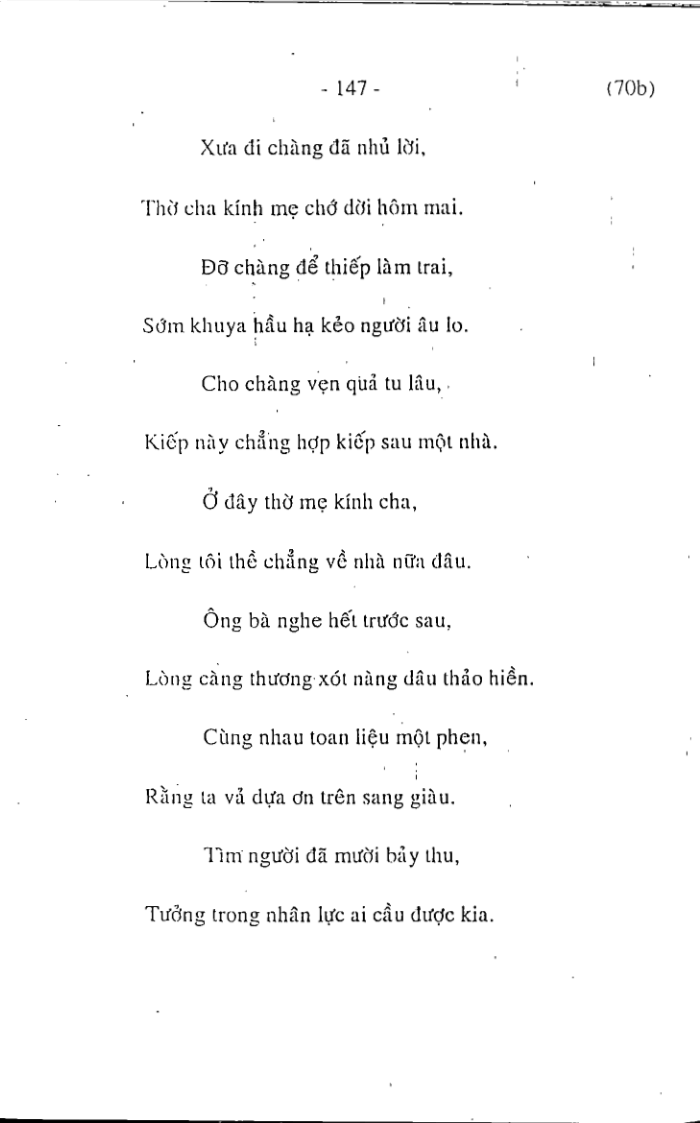 - 147 - (70b)
Xưa đi chàng đã nhủ lời,
Thờ cha kính mẹ chớ dời hôm mai.
Đỡ chàng để thiếp làm trai,
Sớm khuya hầu hạ kẻo người âu lo.
Cho chàng vẹn quả tu lâu,
Kiếp này chẳng hợp kiếp sau một nhà.
Ở đây thờ mẹ kính cha,
Lòng tôi thề chẳng về nhà nữa đâu.
Ông bà nghe hết trước sau,
Lòng càng thương xót nàng dâu thảo hiền.
Cùng nhau toan liệu một phen,
Rằng ta vả dựa ơn trên sang giàu.
Tìm người đã mười bảy thu,
Tưởng trong nhân lực ai cầu được kia.